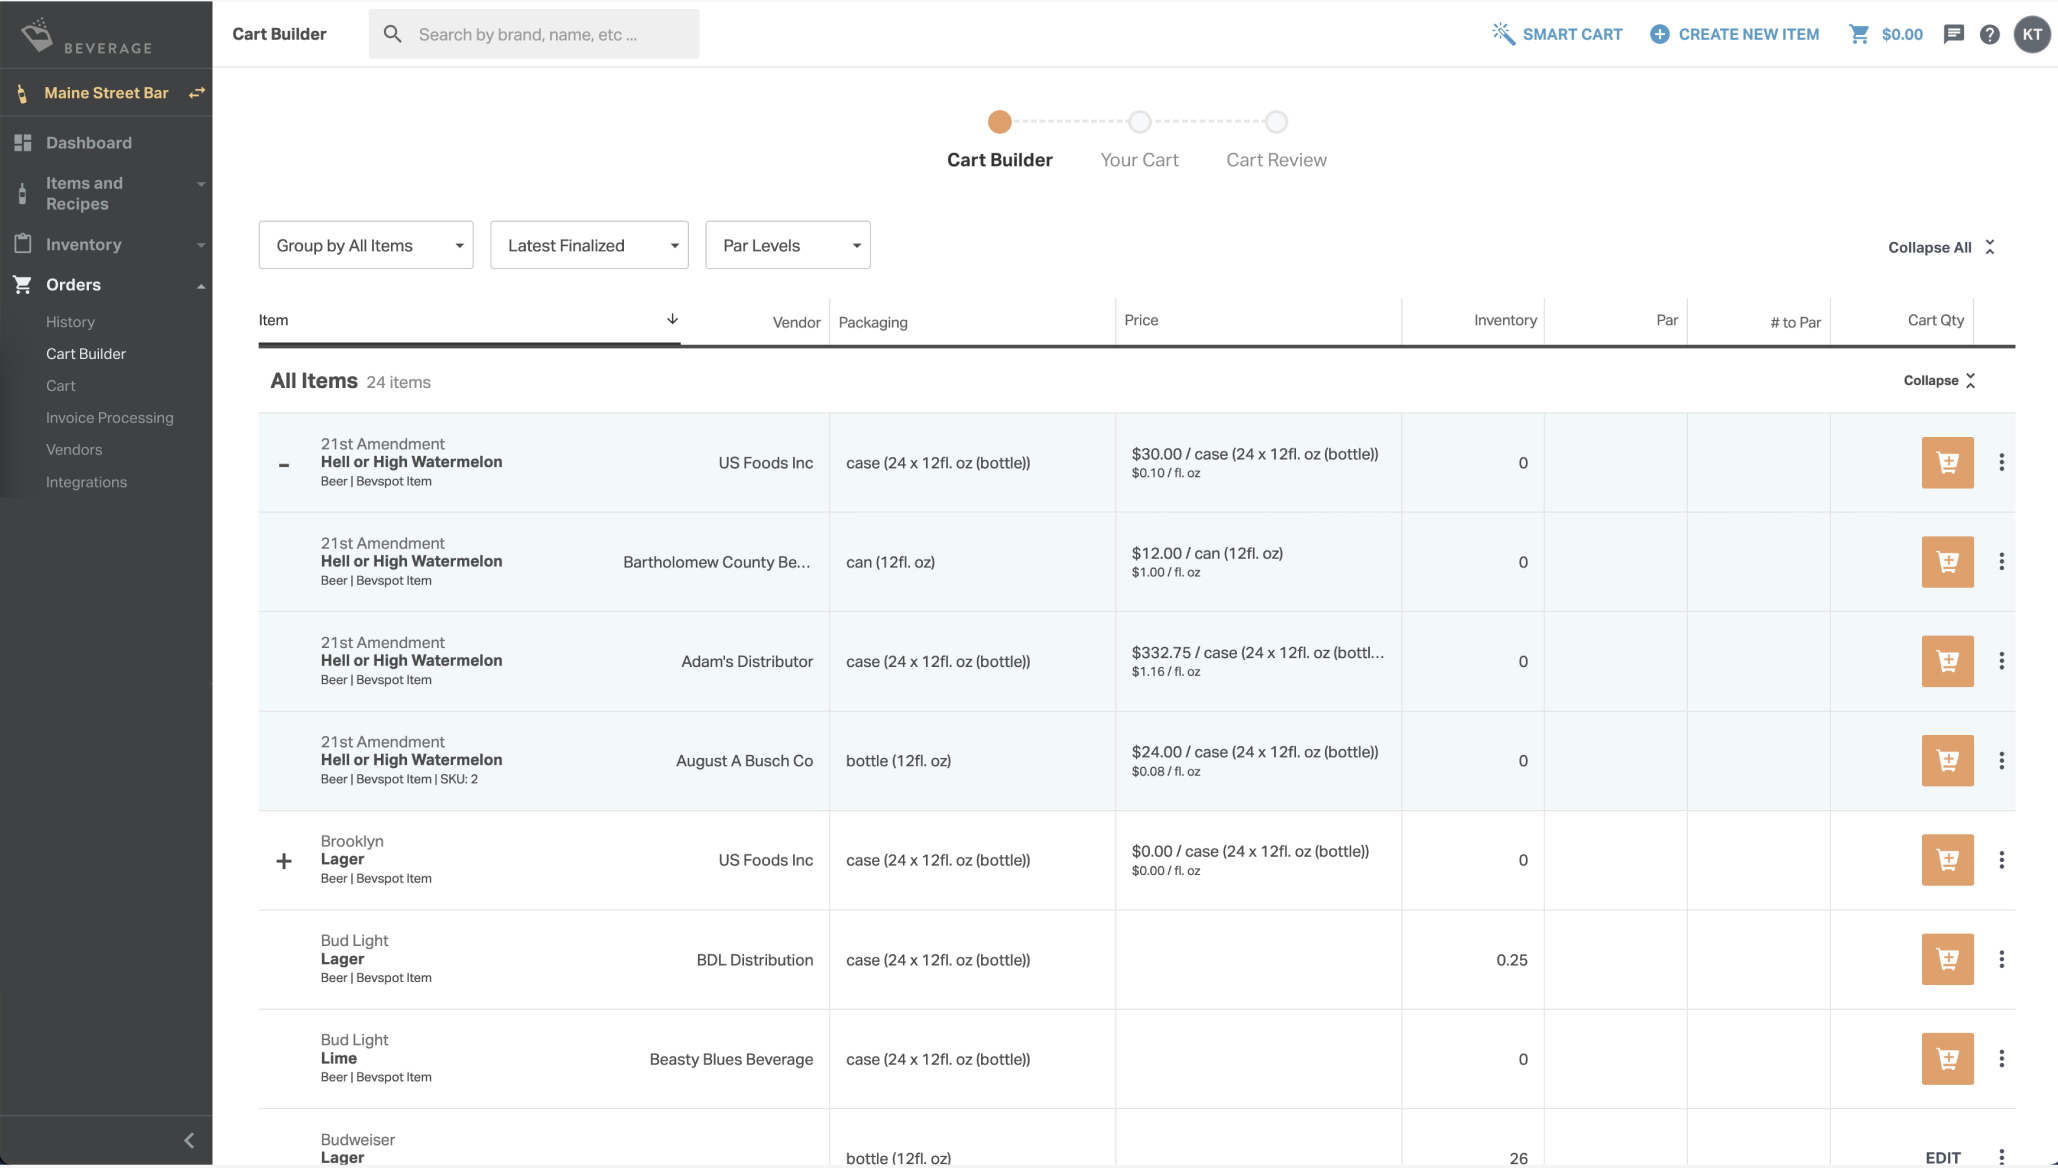 BEVERAGE
Cart Builder
Search by brand, name, etc ...
SMART CART
CREATE NEW ITEM
$0.00
KT
Maine Street Bar
Dashboard
Items and
Recipes
Inventory
Orders
History
Cart Builder
Cart
Invoice Processing
Vendors
Integrations
Cart Builder
Your Cart
Cart Review
Group by All Items
Latest Finalized
Par Levels
Collapse All
Item Vendor Packaging Price Inventory Par # to Par Cart Qty
All Items 24 items
Collapse
21st Amendment
Hell or High Watermelon
Beer | Bevspot Item
US Foods Inc
case (24 x 12fl. oz (bottle))
$30.00 / case (24 x 12fl. oz (bottle))
$0.10 / fl. oz
0
21st Amendment
Hell or High Watermelon
Beer | Bevspot Item
Bartholomew County Be...
can (12fl. oz)
$12.00 / can (12fl. oz)
$1.00 / fl. oz
0
21st Amendment
Hell or High Watermelon
Beer | Bevspot Item
Adam's Distributor
case (24 x 12fl. oz (bottle))
$332.75 / case (24 x 12fl. oz (bottl...
$1.16 / fl. oz
0
21st Amendment
Hell or High Watermelon
Beer | Bevspot Item | SKU: 2
August A Busch Co
bottle (12fl. oz)
$24.00 / case (24 x 12fl. oz (bottle))
$0.08 / fl. oz
0
Brooklyn
Lager
Beer | Bevspot Item
US Foods Inc
case (24 x 12fl. oz (bottle))
$0.00 / case (24 x 12fl. oz (bottle))
$0.00 / fl. oz
0
Bud Light
Lager
Beer | Bevspot Item
BDL Distribution
case (24 x 12fl. oz (bottle))
0.25
Bud Light
Lime
Beer | Bevspot Item
Beasty Blues Beverage
case (24 x 12fl. oz (bottle))
0
Budweiser
Lager
bottle (12fl. oz)
26
EDIT